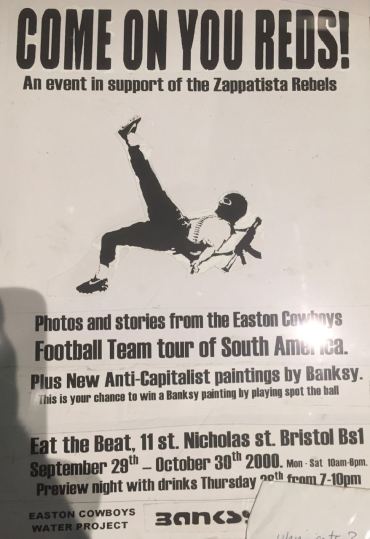 COME ON YOU REDS!
An event in support of the Zappatista Rebels
Photos and stories from the Easton Cowboys
Football Team tour of South America.
Plus New Anti-Capitalist paintings by Banksy.
This is your chance to win a Banksy painting by playing spot the ball
Eat the Beat, 11 st. Nicholas st. Bristol Bs1
September 29th – October 30th 2000. Mon - Sat 10am-6pm.
Preview night with drinks Thursday 28th from 7-10pm
EASTON COWBOYS
WATER PROJECT
BANKSY